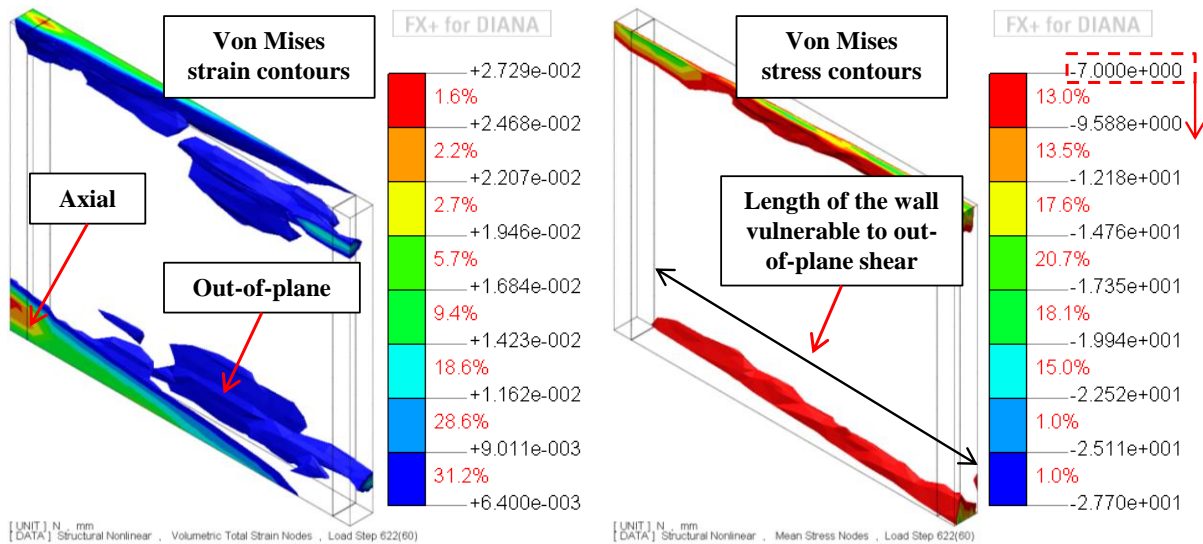 Von Mises
strain contours
FX+ for DIANA
+2.729e-002
1.6%
+2.468e-002
2.2%
+2.207e-002
2.7%
+1.946e-002
5.7%
+1.684e-002
9.4%
+1.423e-002
18.6%
+1.162e-002
28.6%
+9.011e-003
31.2%
+6.400e-003
Axial
Out-of-plane
[ UNIT ] N , mm
[ DATA ] Structural Nonlinear , Volumetric Total Strain Nodes , Load Step 622(60)
Von Mises
stress contours
FX+ for DIANA
-7.000e+000
13.0%
-9.588e+000
13.5%
-1.218e+001
17.6%
-1.476e+001
20.7%
-1.735e+001
18.1%
-1.994e+001
15.0%
-2.252e+001
1.0%
-2.511e+001
1.0%
-2.770e+001
Length of the wall
vulnerable to out-
of-plane shear
[ UNIT ] N , mm
[ DATA ] Structural Nonlinear , Mean Stress Nodes , Load Step 622(60)